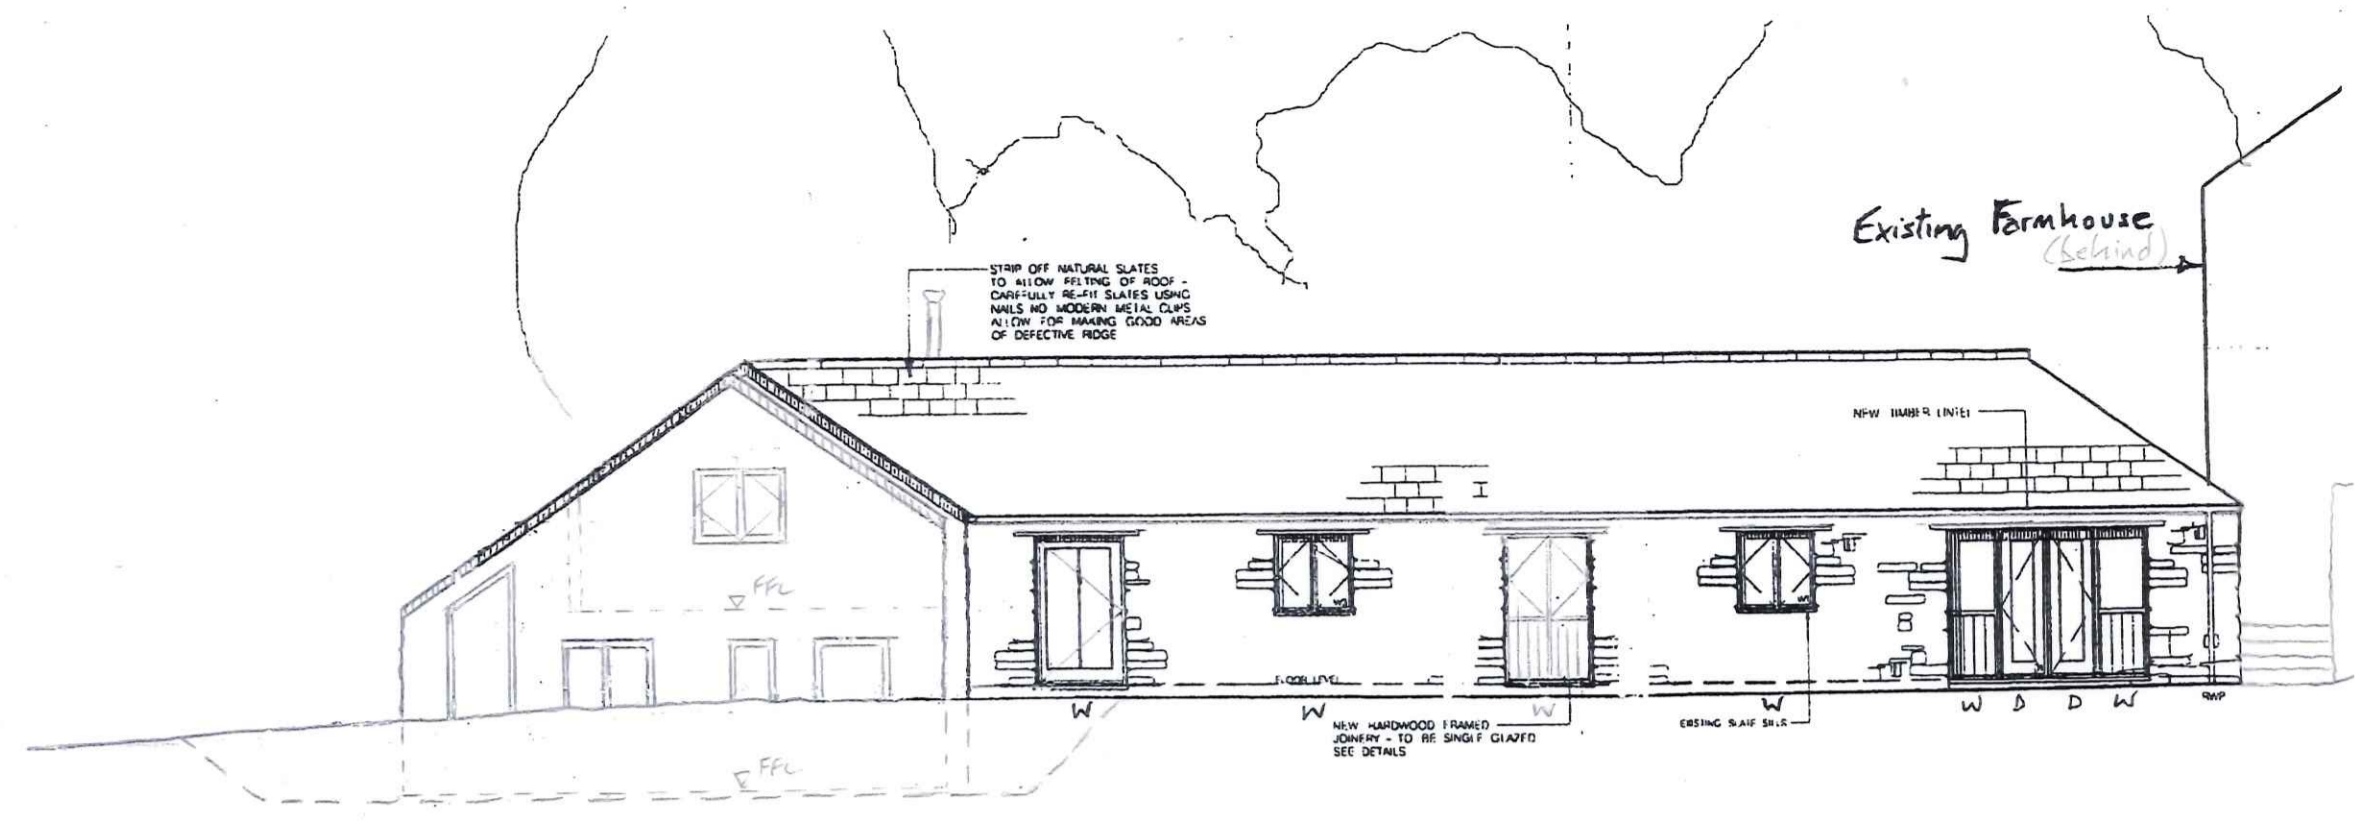 Existing Farmhouse
(behind)
STRIP OFF NATURAL SLATES
TO ALLOW FELTING OF ROOF -
CAREFULLY RE-FIT SLATES USING
NAILS NO MODERN METAL CLIPS
ALLOW FOR MAKING GOOD AREAS
OF DEFECTIVE RIDGE
NEW TIMBER LINTEL
FFL
FLOOR LEVEL
W W W W W D D W RWP
NEW HARDWOOD FRAMED
JOINERY - TO BE SINGLE GLAZED
SEE DETAILS
EXISTING SLATE SILLS
FFL